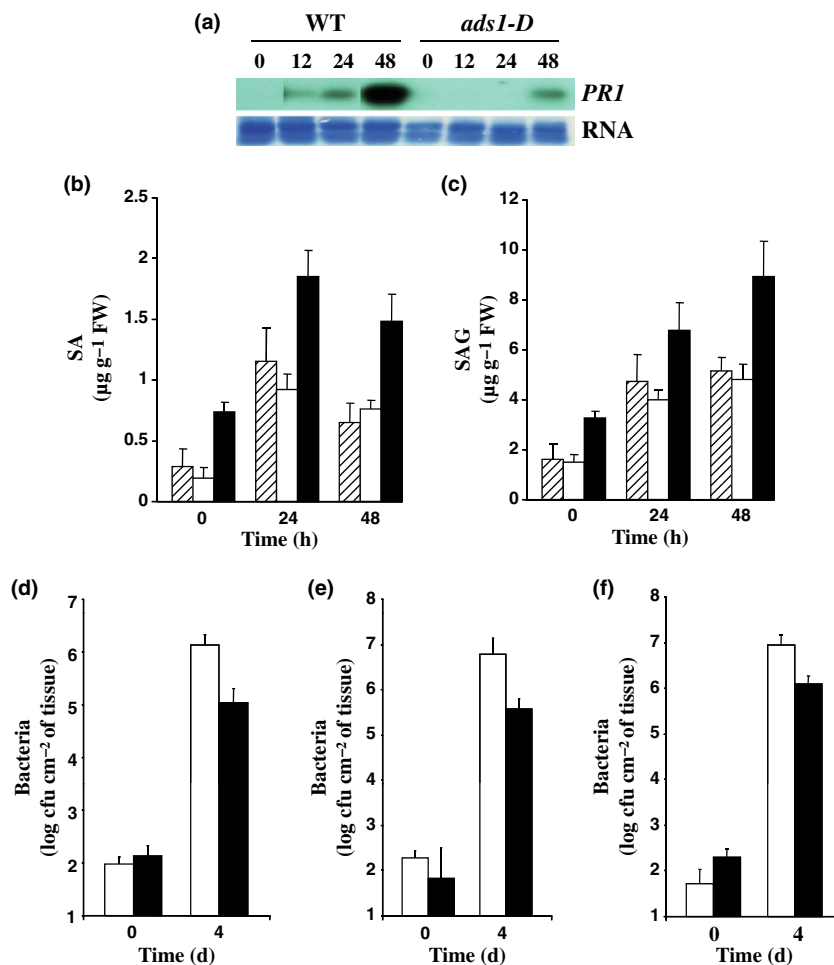 (a)
WT ads1-D
0 12 24 48 0 12 24 48
PR1
RNA
(b)
2.5
2
1.5
1
0.5
0
SA
(µg g–1 FW)
0 24 48
Time (h)
(c)
12
10
8
6
4
2
0
SAG
(µg g–1 FW)
0 24 48
Time (h)
(d)
7
6
5
4
3
2
1
Bacteria
(log cfu cm–2 of tissue)
0 4
Time (d)
(e)
8
7
6
5
4
3
2
1
Bacteria
(log cfu cm–2 of tissue)
0 4
Time (d)
(f)
8
7
6
5
4
3
2
1
Bacteria
(log cfu cm–2 of tissue)
0 4
Time (d)